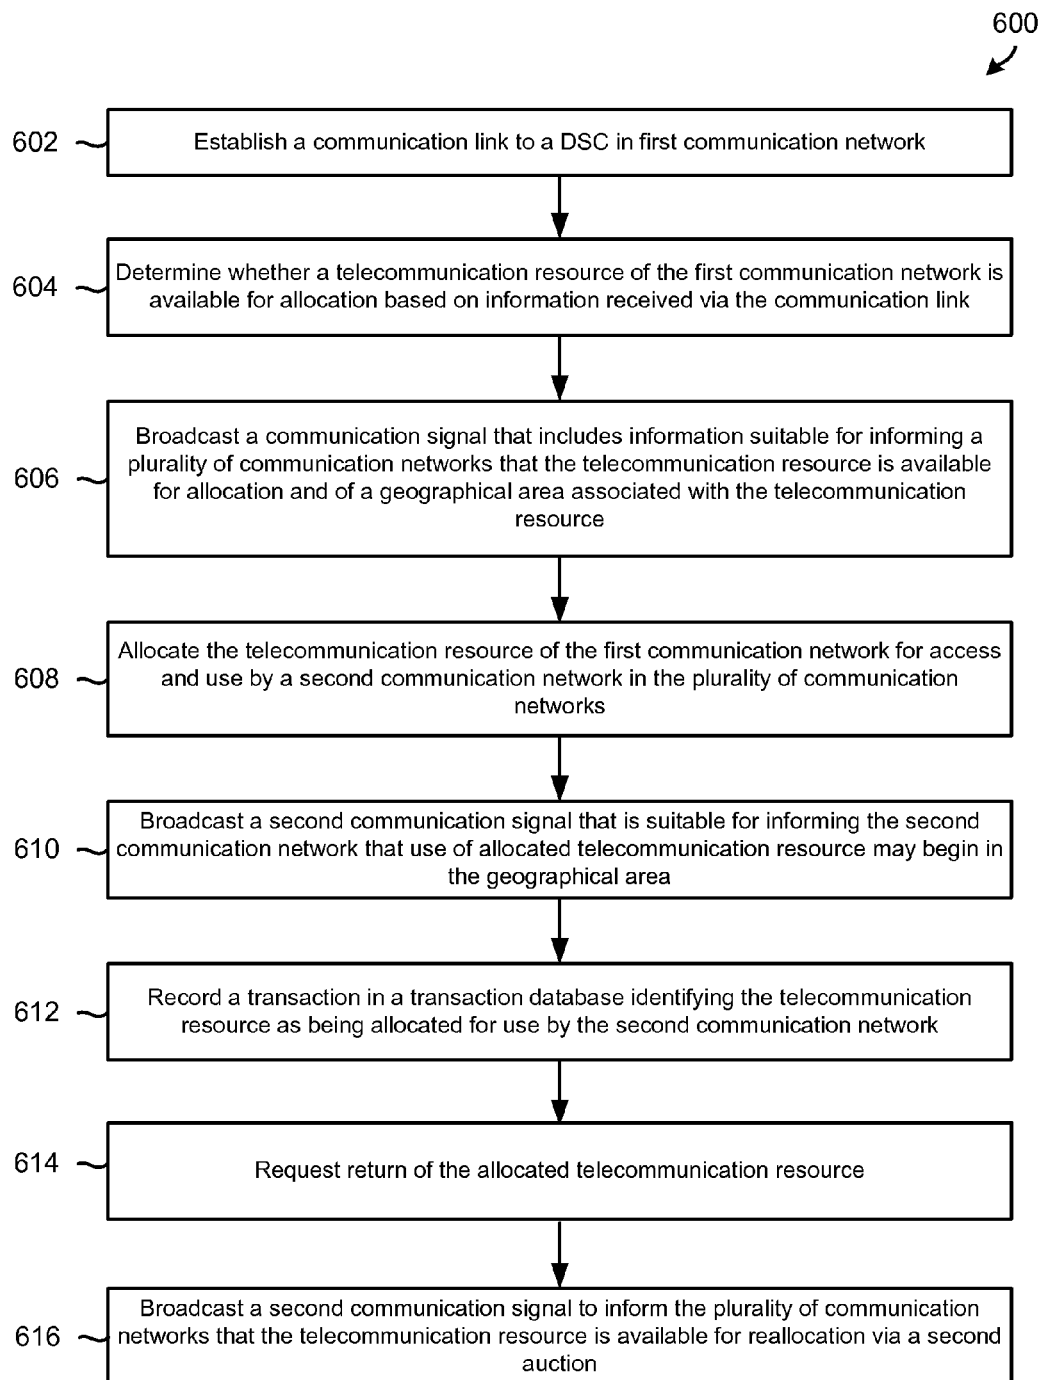 600
602
Establish a communication link to a DSC in first communication network
604
Determine whether a telecommunication resource of the first communication network is
available for allocation based on information received via the communication link
606
Broadcast a communication signal that includes information suitable for informing a
plurality of communication networks that the telecommunication resource is available
for allocation and of a geographical area associated with the telecommunication
resource
608
Allocate the telecommunication resource of the first communication network for access
and use by a second communication network in the plurality of communication
networks
610
Broadcast a second communication signal that is suitable for informing the second
communication network that use of allocated telecommunication resource may begin in
the geographical area
612
Record a transaction in a transaction database identifying the telecommunication
resource as being allocated for use by the second communication network
614
Request return of the allocated telecommunication resource
616
Broadcast a second communication signal to inform the plurality of communication
networks that the telecommunication resource is available for reallocation via a second
auction